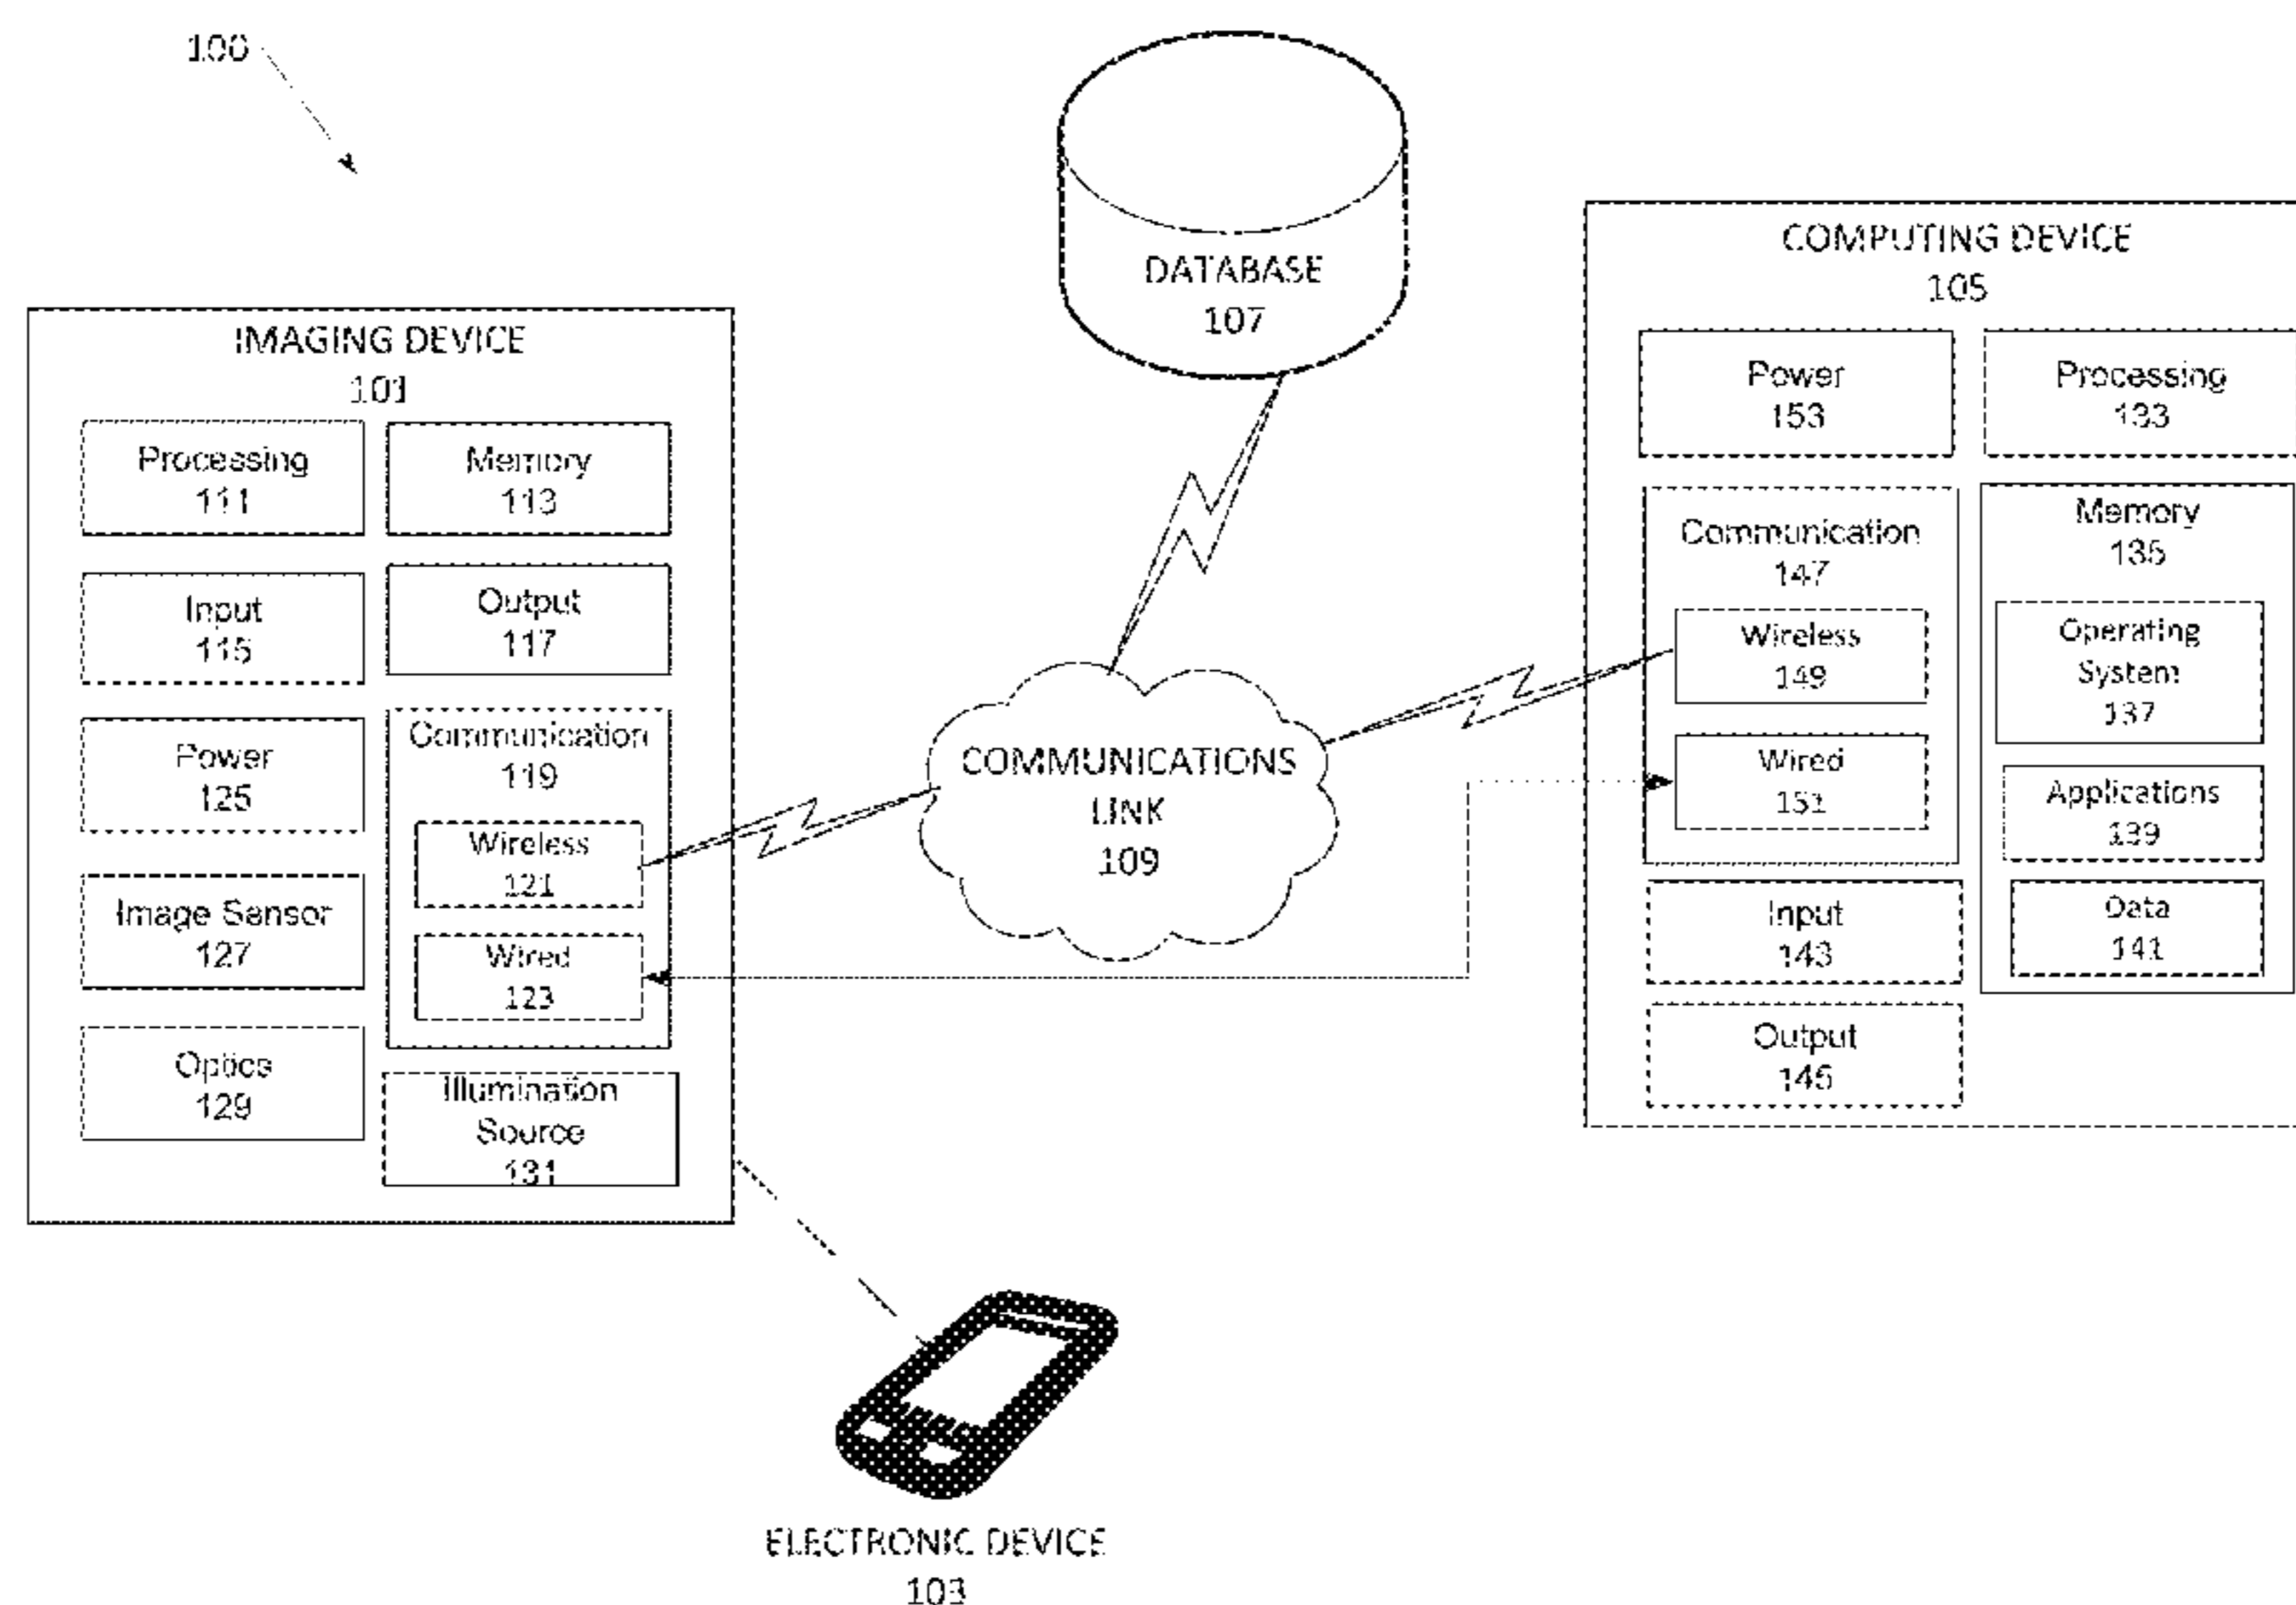 100
DATABASE
107
IMAGING DEVICE
101
Processing
111
Memory
113
Input
115
Output
117
Power
125
Communication
119
Wireless
121
Wired
123
Image Sensor
127
Optics
129
Illumination
Source
131
COMMUNICATIONS
LINK
109
COMPUTING DEVICE
105
Power
153
Processing
133
Communication
147
Wireless
149
Wired
151
Memory
135
Operating
System
137
Applications
139
Data
141
Input
143
Output
145
ELECTRONIC DEVICE
103